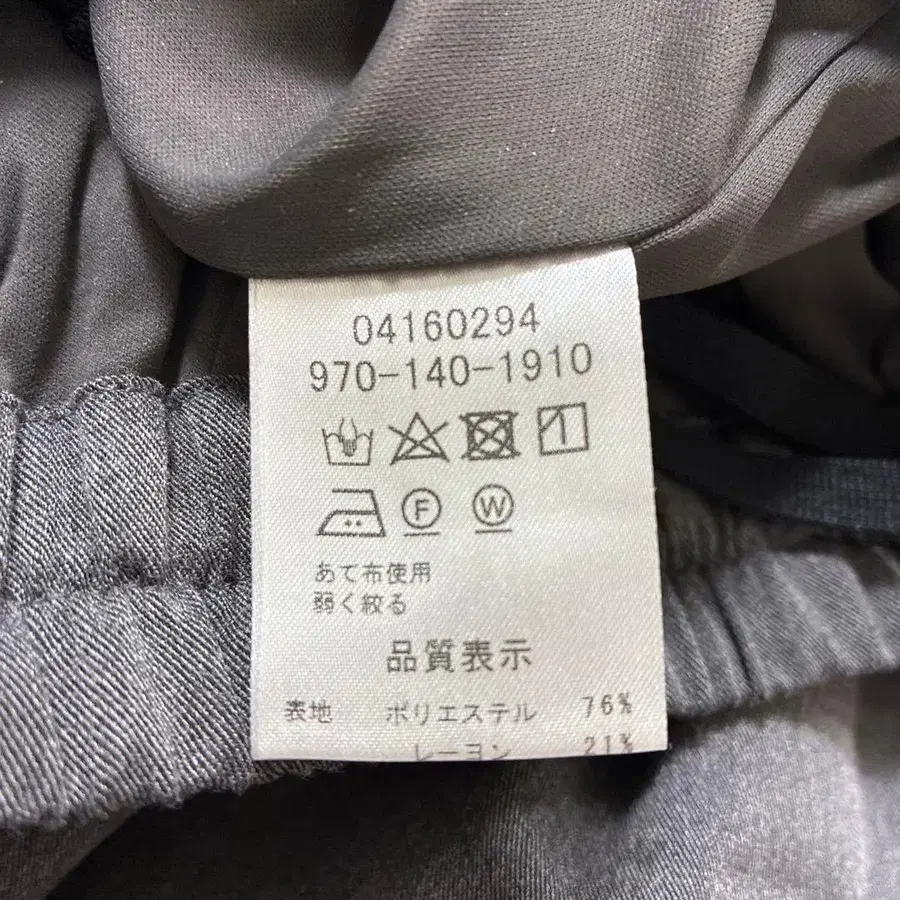 04160294
970-140-1910
F W
あて布使用
弱く絞る
品質表示
表地 ポリエステル 76%
レーヨン 21%